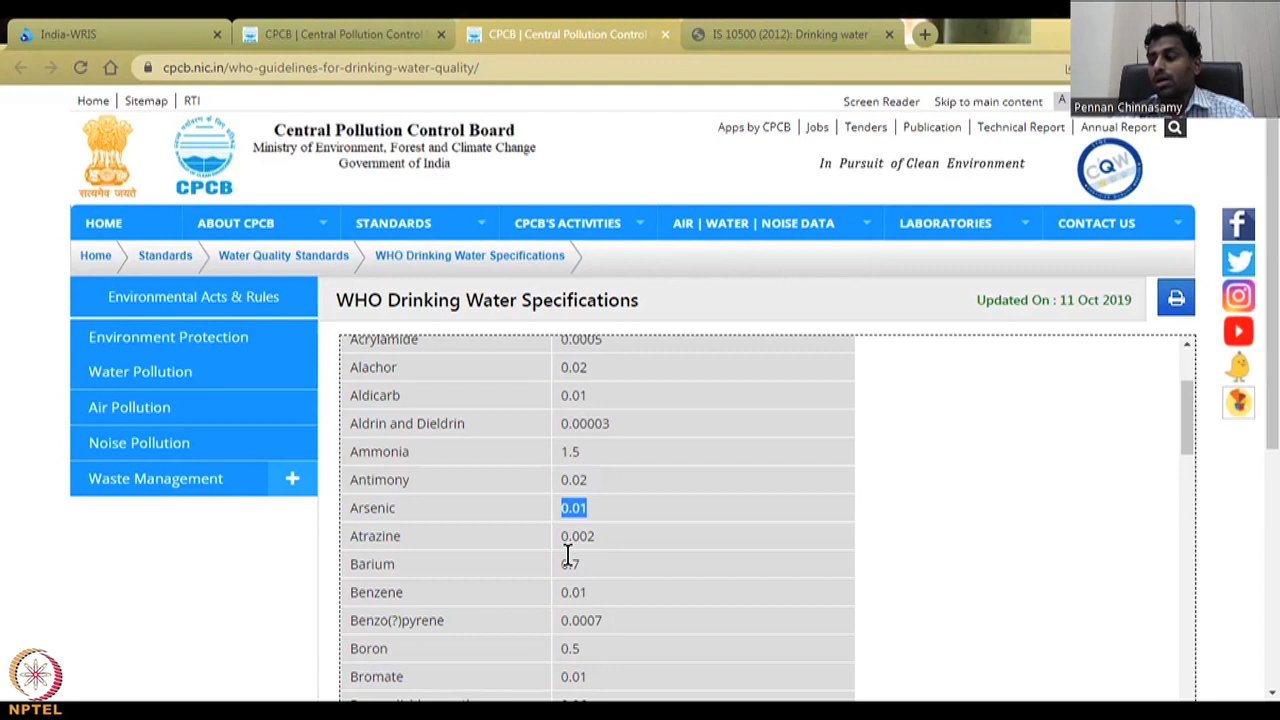 India-WRIS
CPCB | Central Pollution Control
CPCB | Central Pollution Control
IS 10500 (2012): Drinking water
cpcb.nic.in/who-guidelines-for-drinking-water-quality/
Pennan Chinnasamy
Home | Sitemap | RTI
Screen Reader Skip to main content A
Central Pollution Control Board
Ministry of Environment, Forest and Climate Change
Government of India
सत्यमेव जयते
CPCB
Apps by CPCB | Jobs | Tenders | Publication | Technical Report | Annual Report
In Pursuit of Clean Environment
CQW
HOME ABOUT CPCB STANDARDS CPCB'S ACTIVITIES AIR | WATER | NOISE DATA LABORATORIES CONTACT US
Home Standards Water Quality Standards WHO Drinking Water Specifications
Environmental Acts & Rules
Environment Protection
Water Pollution
Air Pollution
Noise Pollution
Waste Management +
WHO Drinking Water Specifications
Updated On : 11 Oct 2019
Acrylamide 0.0005
Alachor 0.02
Aldicarb 0.01
Aldrin and Dieldrin 0.00003
Ammonia 1.5
Antimony 0.02
Arsenic 0.01
Atrazine 0.002
Barium 0.7
Benzene 0.01
Benzo(?)pyrene 0.0007
Boron 0.5
Bromate 0.01
NPTEL